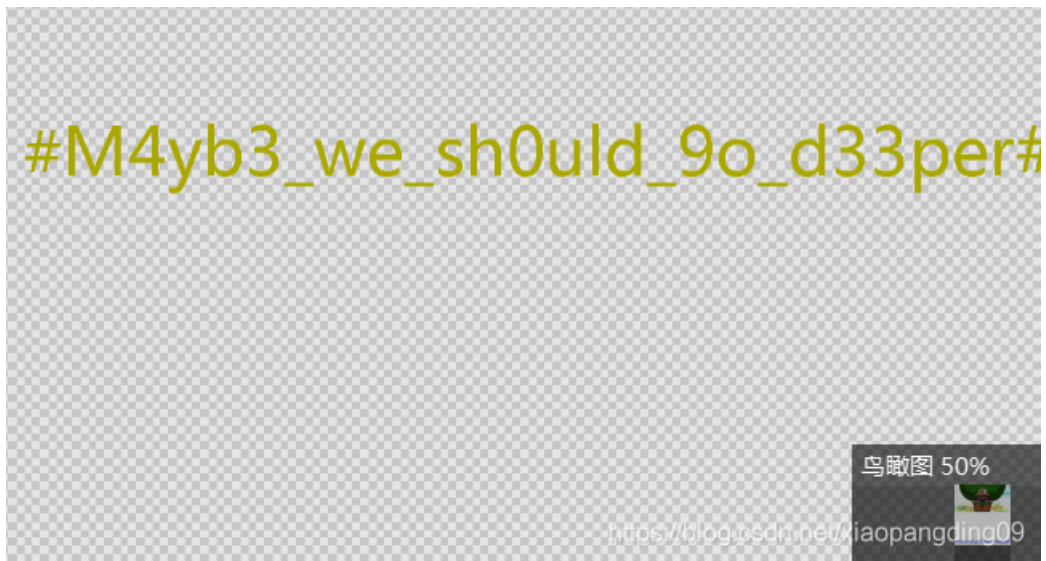 #M4yb3_we_sh0uld_9o_d33per#
鸟瞰图 50%
https://blog.csdn.net/xiaopangding09